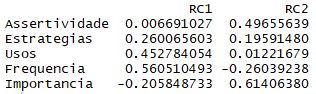 RC1 RC2
Assertividade 0.006691027 0.49655639
Estrategias 0.260065603 0.19591480
Usos 0.452784054 0.01221679
Frequencia 0.560510493 -0.26039238
Importancia -0.205848733 0.61406380